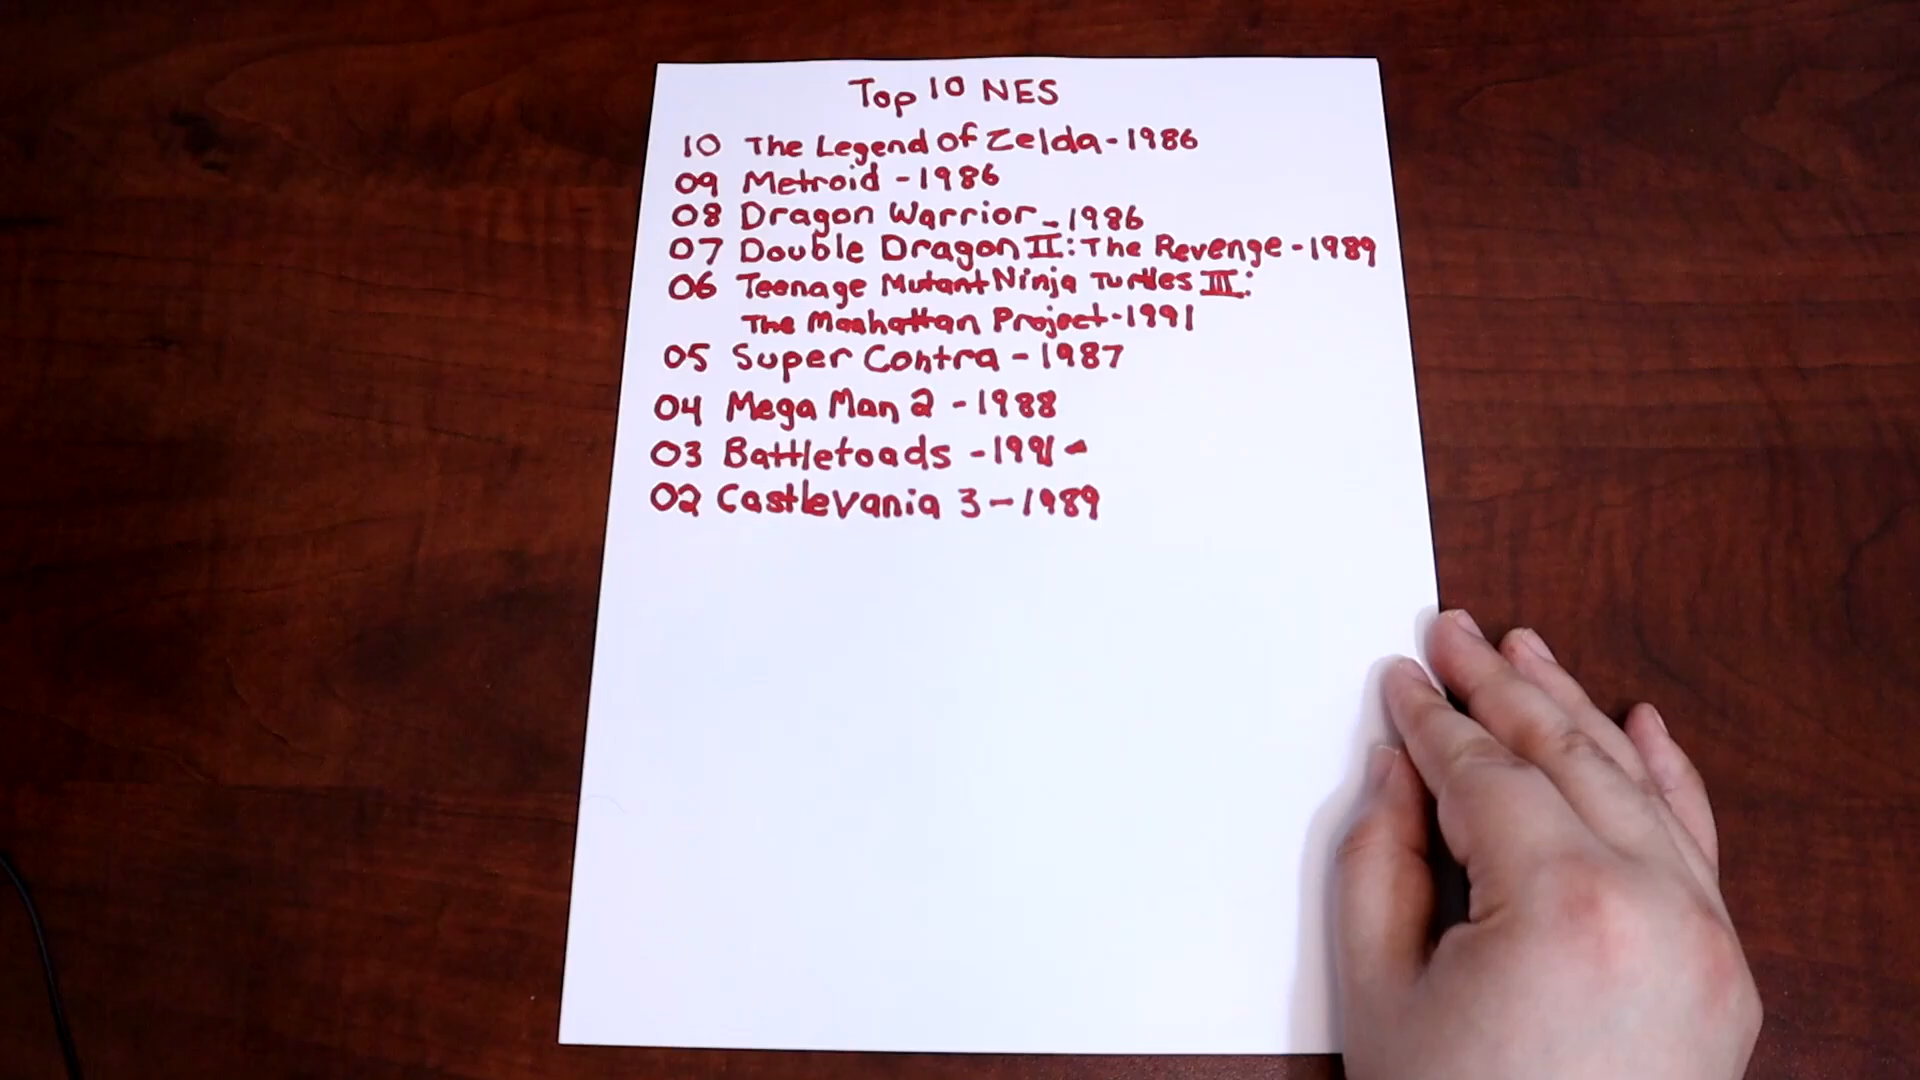 Top 10 NES
10 The Legend Of Zelda - 1986
09 Metroid - 1986
08 Dragon Warrior - 1986
07 Double Dragon II: The Revenge - 1989
06 Teenage Mutant Ninja Turtles III:
The Manhattan Project - 1991
05 Super Contra - 1987
04 Mega Man 2 - 1988
03 Battletoads - 1991 -
02 Castlevania 3 - 1989